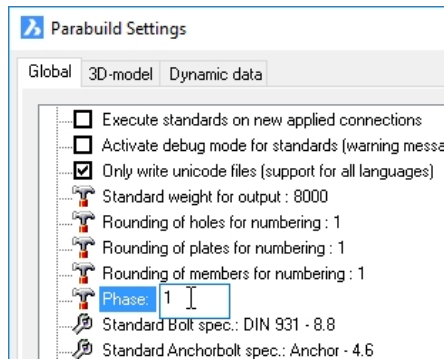 Parabuild Settings
Global 3D-model Dynamic data
Execute standards on new applied connections
Activate debug mode for standards (warning messa
Only write unicode files (support for all languages)
Standard weight for output : 8000
Rounding of holes for numbering : 1
Rounding of plates for numbering : 1
Rounding of members for numbering : 1
Phase: 1
Standard Bolt spec.: DIN 931 - 8.8
Standard Anchorbolt spec.: Anchor - 4.6